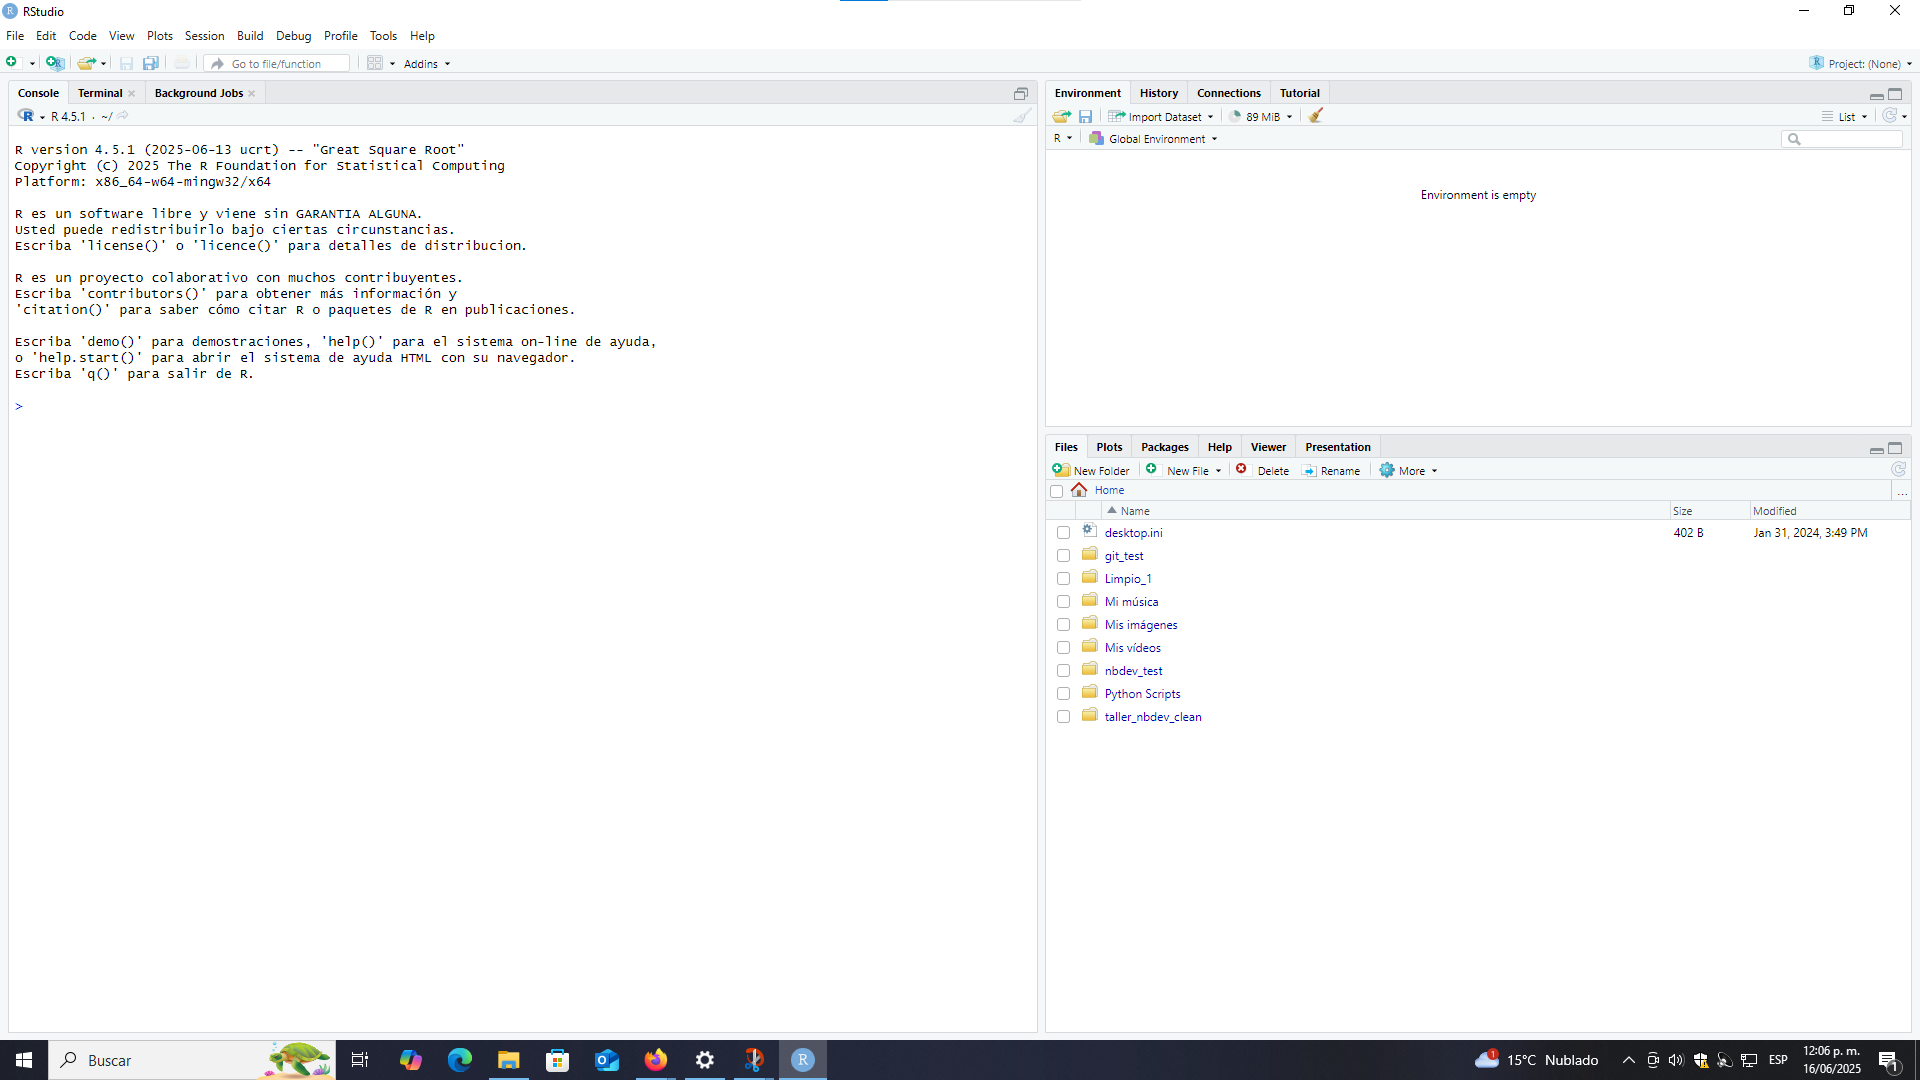 RStudio
File Edit Code View Plots Session Build Debug Profile Tools Help
Go to file/function Addins Project: (None)
Console Terminal Background Jobs
R 4.5.1 · ~/
R version 4.5.1 (2025-06-13 ucrt) -- "Great Square Root"
Copyright (C) 2025 The R Foundation for Statistical Computing
Platform: x86_64-w64-mingw32/x64
R es un software libre y viene sin GARANTIA ALGUNA.
Usted puede redistribuirlo bajo ciertas circunstancias.
Escriba 'license()' o 'licence()' para detalles de distribucion.
R es un proyecto colaborativo con muchos contribuyentes.
Escriba 'contributors()' para obtener más información y
'citation()' para saber cómo citar R o paquetes de R en publicaciones.
Escriba 'demo()' para demostraciones, 'help()' para el sistema on-line de ayuda,
o 'help.start()' para abrir el sistema de ayuda HTML con su navegador.
Escriba 'q()' para salir de R.
>
Environment History Connections Tutorial
Import Dataset 89 MiB List
R Global Environment
Environment is empty
Files Plots Packages Help Viewer Presentation
New Folder New File Delete Rename More
Home ...
Name Size Modified
desktop.ini 402 B Jan 31, 2024, 3:49 PM
git_test
Limpio_1
Mi música
Mis imágenes
Mis vídeos
nbdev_test
Python Scripts
taller_nbdev_clean
Buscar 1 15°C Nublado ESP 12:06 p. m. 1
16/06/2025